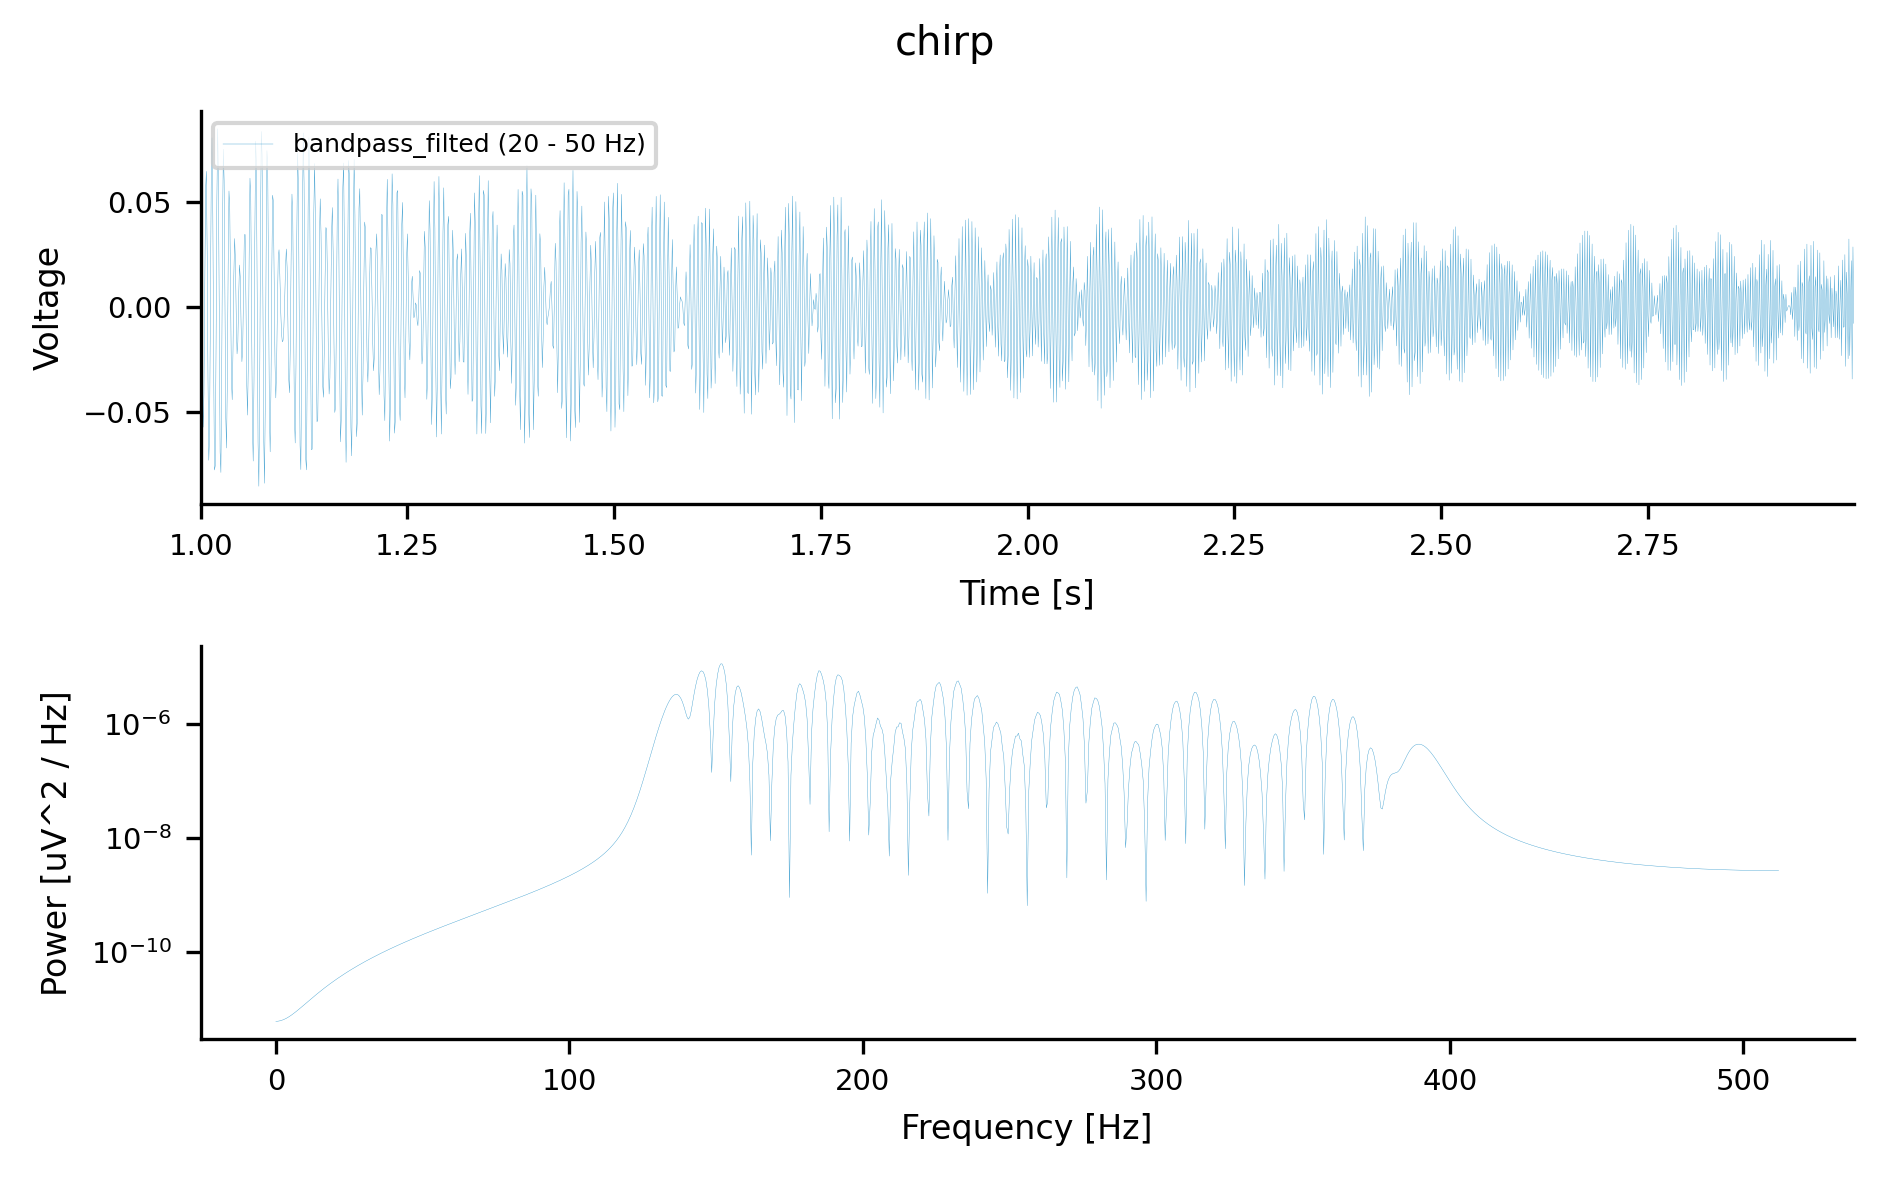 chirp
bandpass_filted (20 - 50 Hz)
Voltage
0.05
0.00
−0.05
1.00 1.25 1.50 1.75 2.00 2.25 2.50 2.75
Time [s]
Power [uV^2 / Hz]
10⁻⁶
10⁻⁸
10⁻¹⁰
0 100 200 300 400 500
Frequency [Hz]